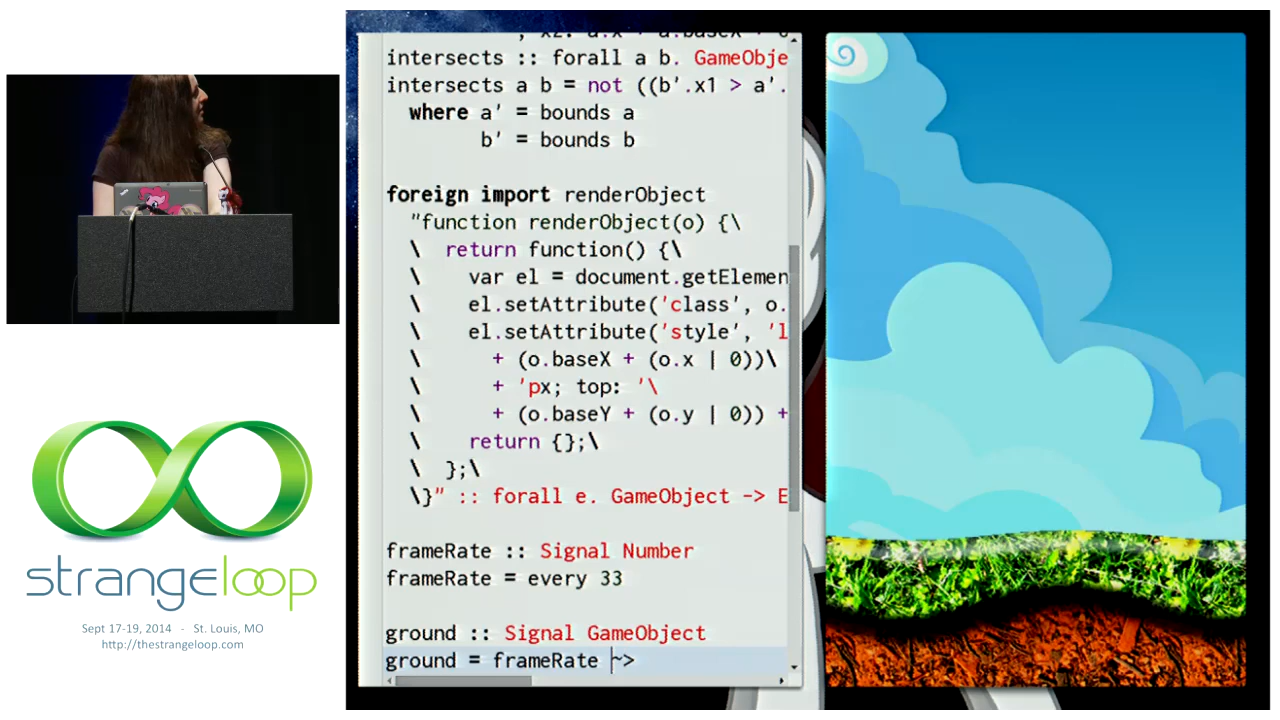 , x2: a.x + a.baseX +
intersects :: forall a b. GameObje
intersects a b = not ((b'.x1 > a'.
where a' = bounds a
b' = bounds b
foreign import renderObject
"function renderObject(o) {\
\ return function() {\
\ var el = document.getElemen
\ el.setAttribute('class', o.
\ el.setAttribute('style', 'l
\ + (o.baseX + (o.x | 0))\
\ + 'px; top: '\
\ + (o.baseY + (o.y | 0)) +
\ return {};\
\ };\
\}" :: forall e. GameObject -> E
frameRate :: Signal Number
frameRate = every 33
ground :: Signal GameObject
ground = frameRate ~>
strangeloop
Sept 17-19, 2014 - St. Louis, MO
http://thestrangeloop.com